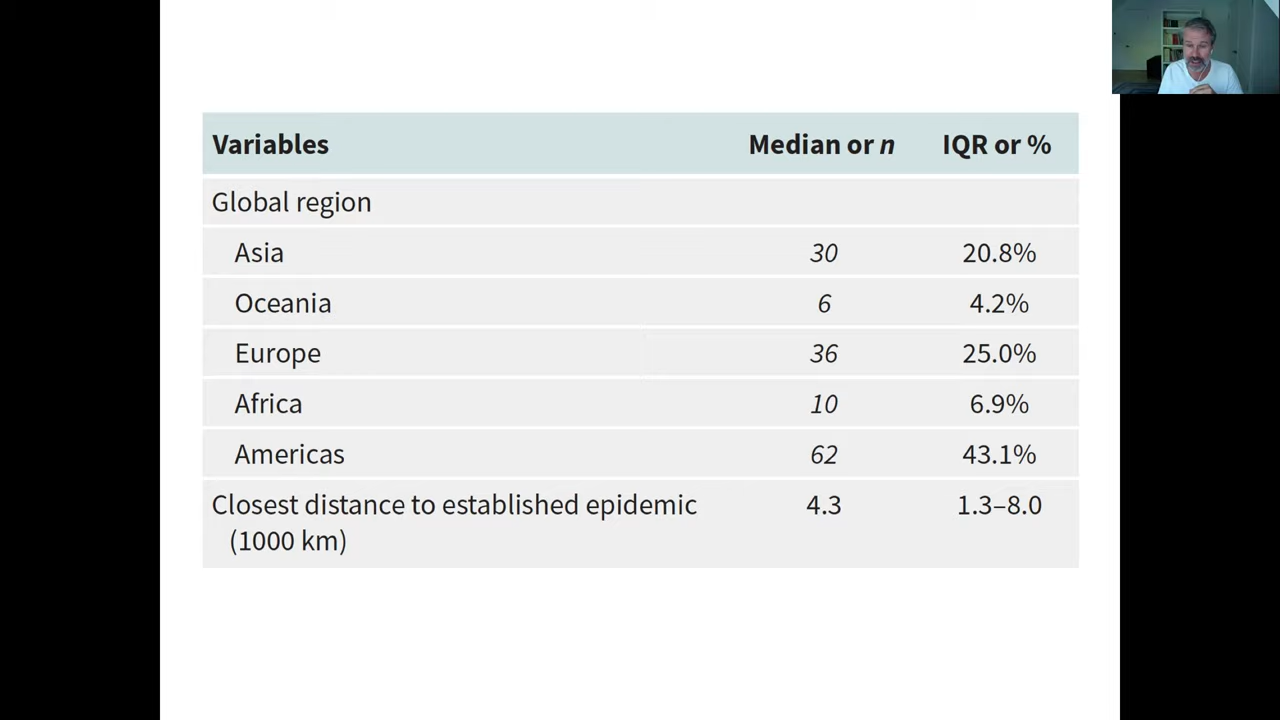 Variables Median or n IQR or %
Global region
Asia 30 20.8%
Oceania 6 4.2%
Europe 36 25.0%
Africa 10 6.9%
Americas 62 43.1%
Closest distance to established epidemic 4.3 1.3–8.0
(1000 km)